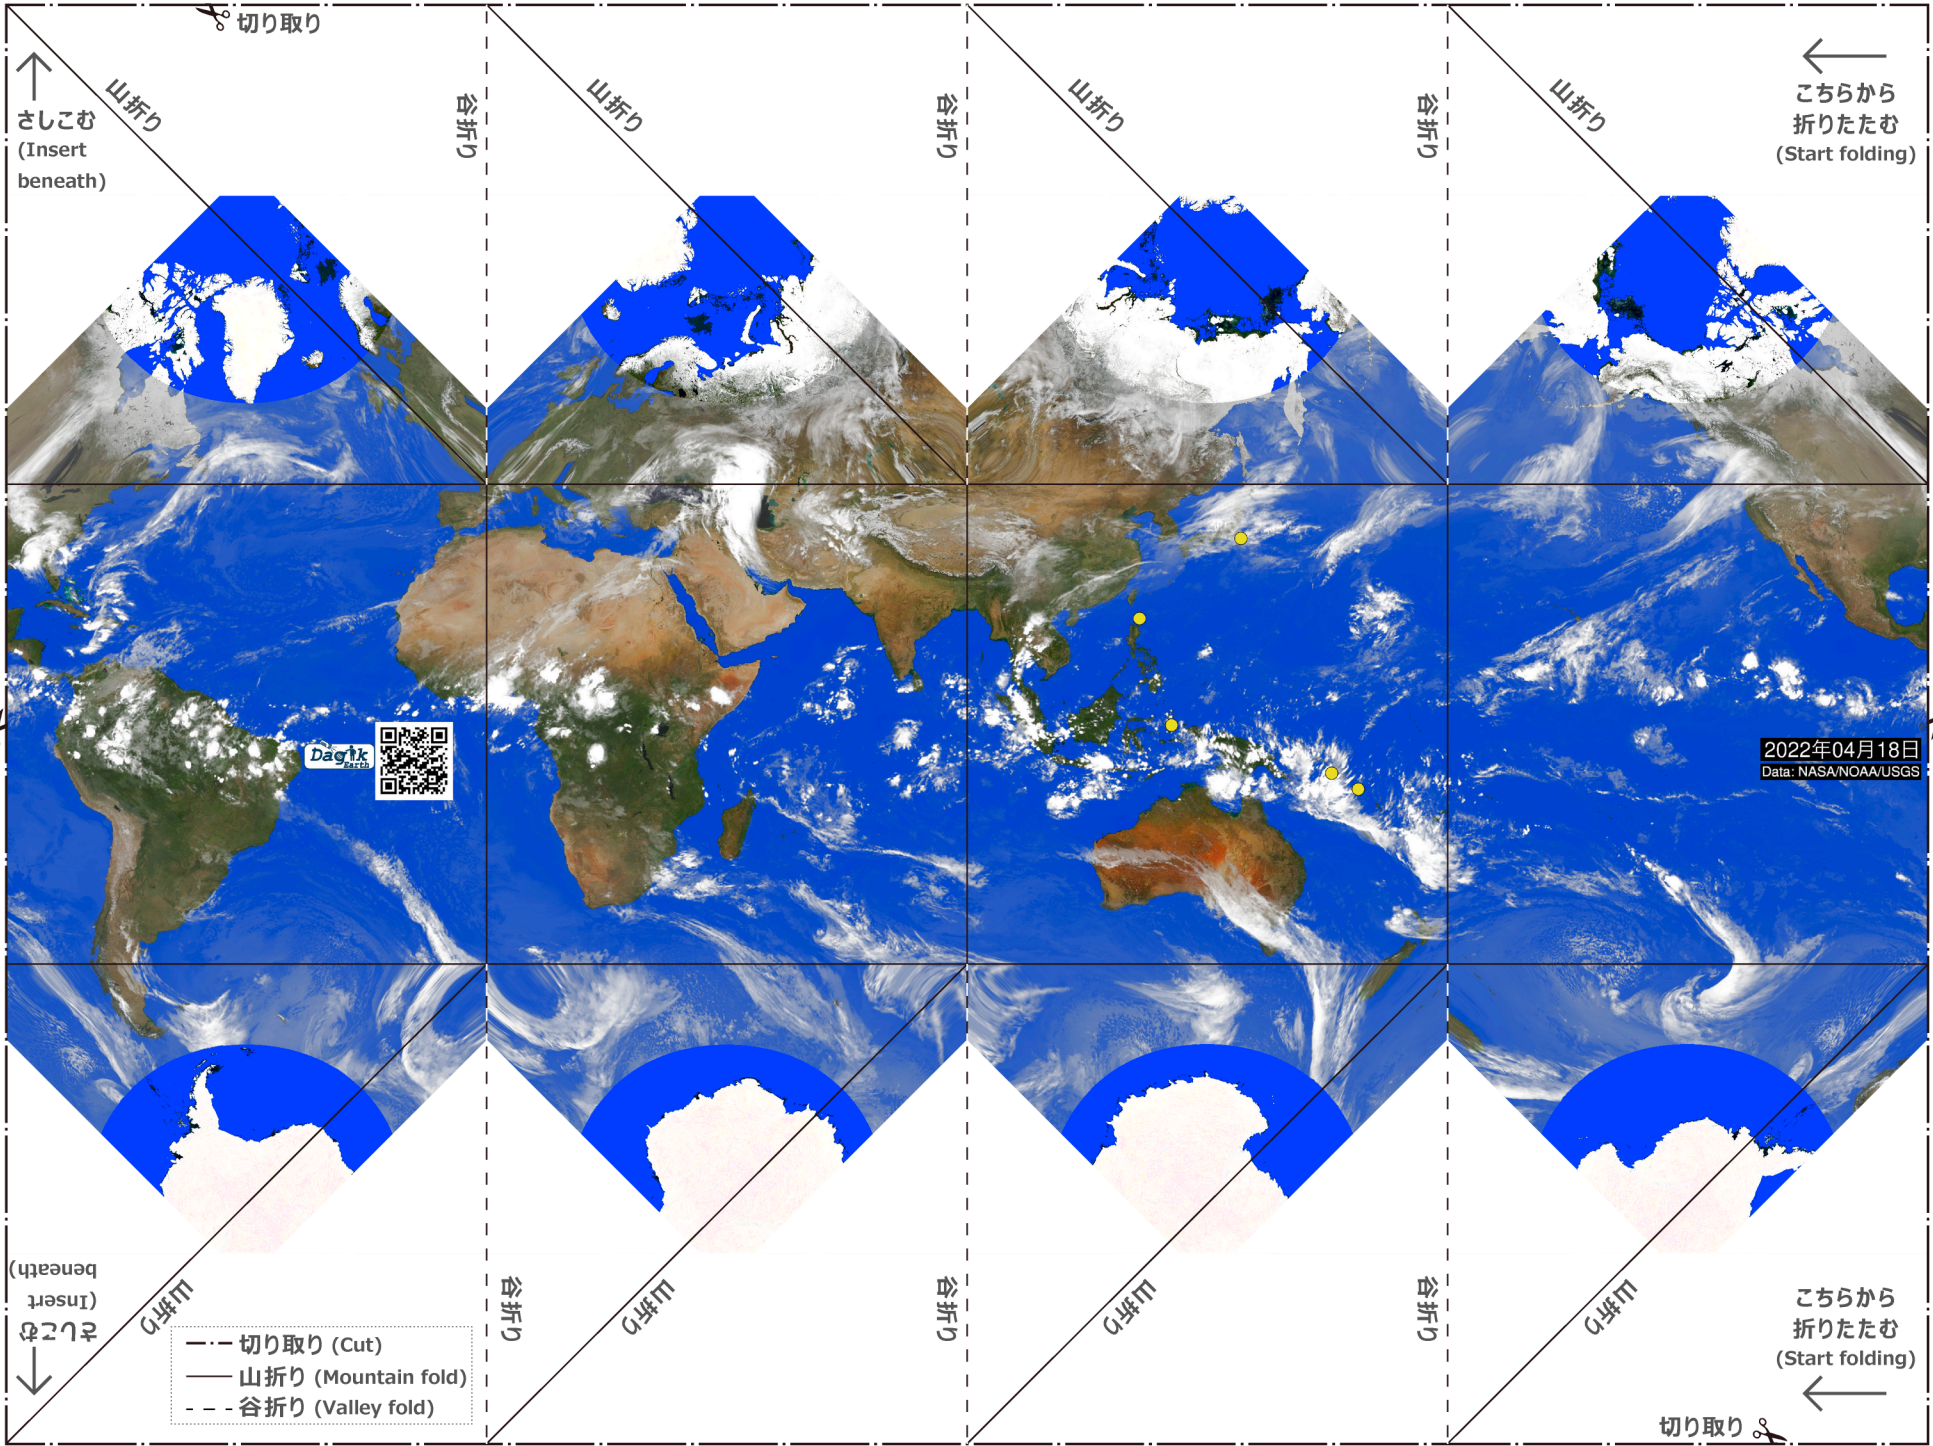 切り取り
山折り
谷折り
山折り
谷折り
山折り
谷折り
山折り
さしこむ
(Insert
beneath)
こちらから
折りたたむ
(Start folding)
Dagik
Earth
2022年04月18日
Data: NASA/NOAA/USGS
さしこむ
(Insert
beneath)
山折り
谷折り
山折り
谷折り
山折り
谷折り
山折り
こちらから
折りたたむ
(Start folding)
切り取り (Cut)
山折り (Mountain fold)
谷折り (Valley fold)
切り取り